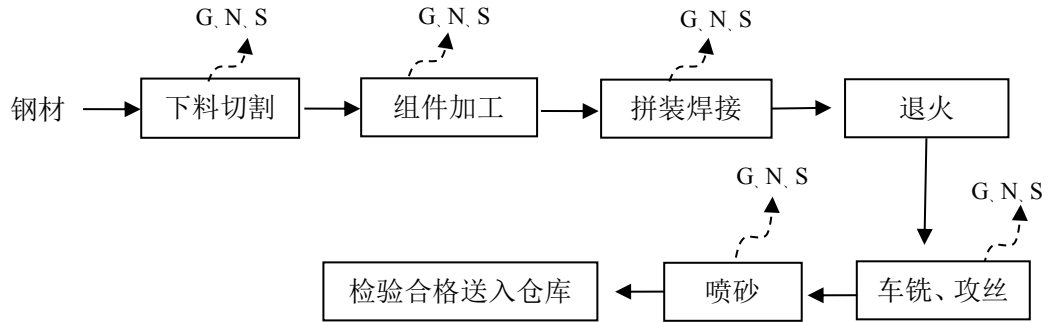 G、N、S
G、N、S
G、N、S
钢材
下料切割
组件加工
拼装焊接
退火
G、N、S
G、N、S
检验合格送入仓库
喷砂
车铣、攻丝